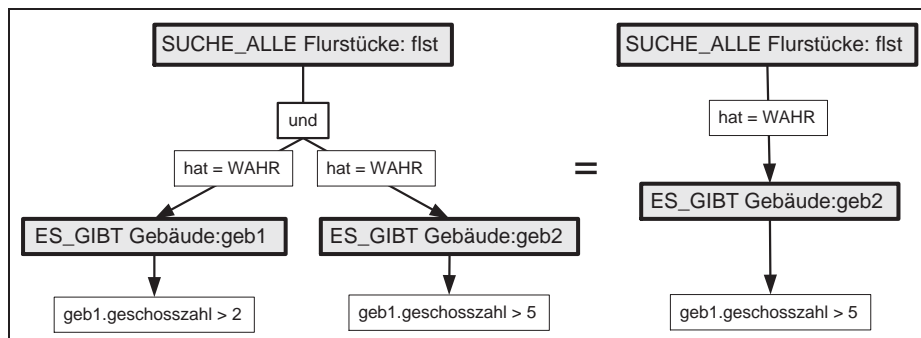 SUCHE_ALLE Flurstücke: flst
und
hat = WAHR
hat = WAHR
ES_GIBT Gebäude:geb1
ES_GIBT Gebäude:geb2
geb1.geschosszahl > 2
geb1.geschosszahl > 5
=
SUCHE_ALLE Flurstücke: flst
hat = WAHR
ES_GIBT Gebäude:geb2
geb1.geschosszahl > 5